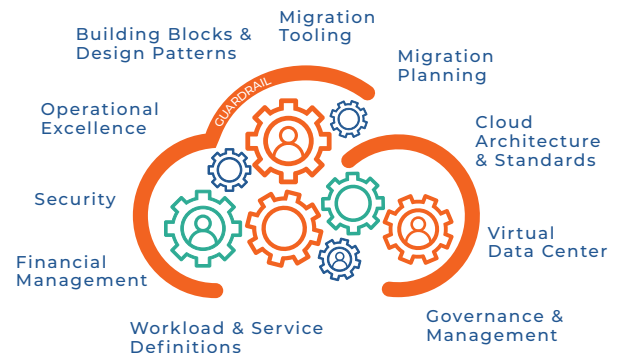 Migration
Tooling
Building Blocks &
Design Patterns
Migration
Planning
GUARDRAIL
Operational
Excellence
Cloud
Architecture
& Standards
Security
Virtual
Data Center
Financial
Management
Governance &
Management
Workload & Service
Definitions